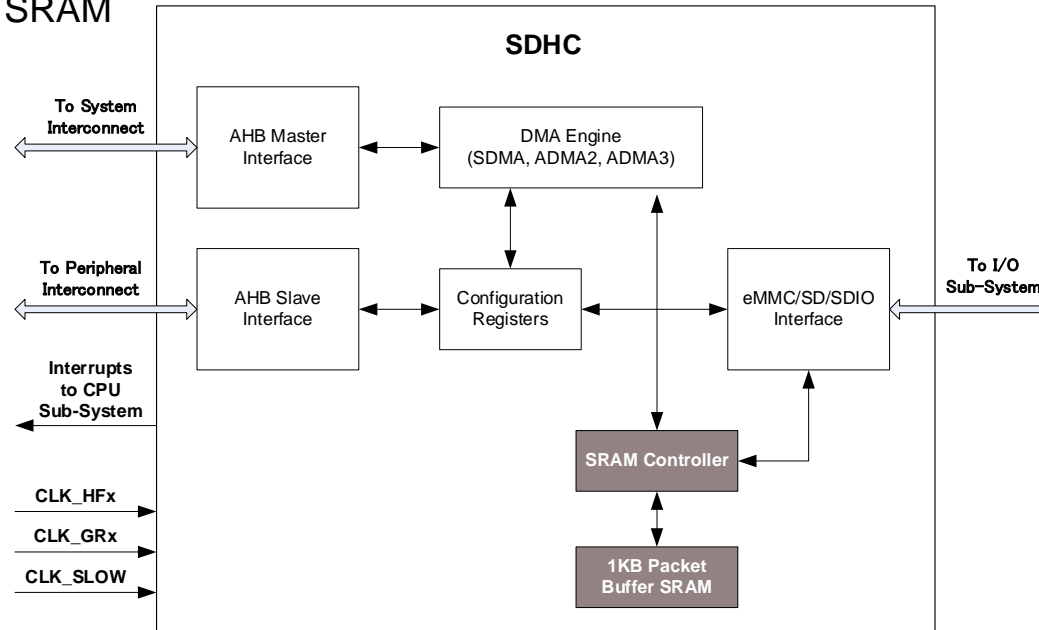 SRAM
SDHC
To System
Interconnect
AHB Master
Interface
DMA Engine
(SDMA, ADMA2, ADMA3)
To Peripheral
Interconnect
AHB Slave
Interface
Configuration
Registers
eMMC/SD/SDIO
Interface
To I/O
Sub-System
Interrupts
to CPU
Sub-System
SRAM Controller
CLK_HFx
CLK_GRx
CLK_SLOW
1KB Packet
Buffer SRAM